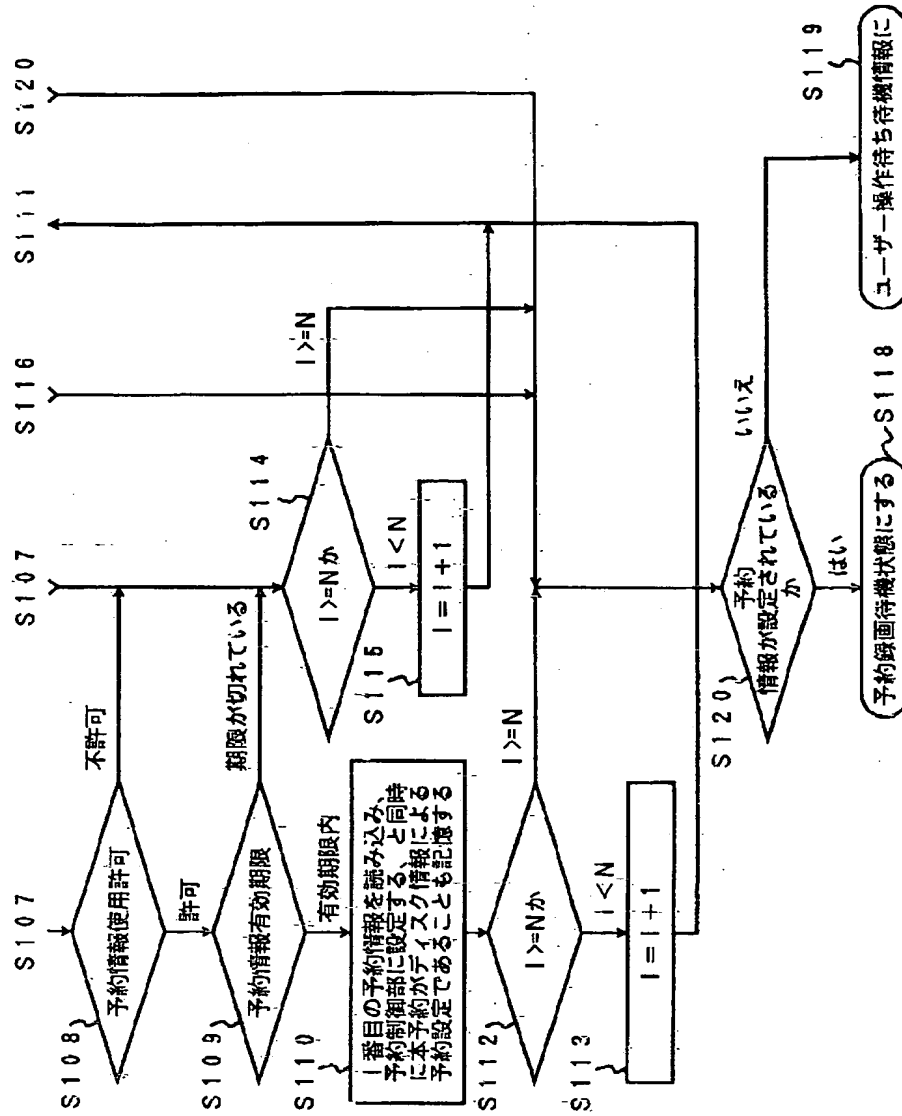 S107
S107
S116
S111
S120
S108
予約情報使用許可
不許可
許可
S109
予約情報有効期限
期限が切れている
有効期限内
S110
I番目の予約情報を読み込み、
予約制御部に設定する、と同時
に本予約がディスク情報による
予約設定であることも記憶する
S114
I>=Nか
I>=N
I<N
S115
I=I+1
S112
I>=Nか
I>=N
I<N
S113
I=I+1
S120
予約
情報が設定されている
か
いいえ
はい
予約録画待機状態にする
S118
S119
ユーザー操作待ち待機情報に